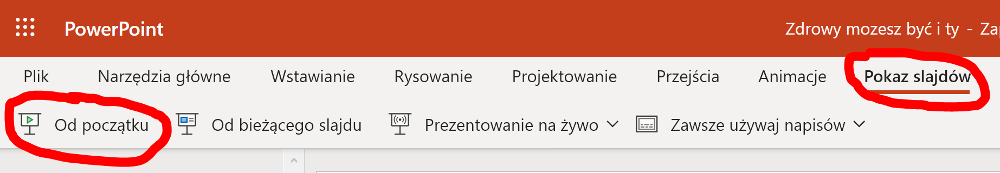 PowerPoint Zdrowy mozesz być i ty - Za
Plik Narzędzia główne Wstawianie Rysowanie Projektowanie Przejścia Animacje Pokaz slajdów
Od początku Od bieżącego slajdu Prezentowanie na żywo Zawsze używaj napisów